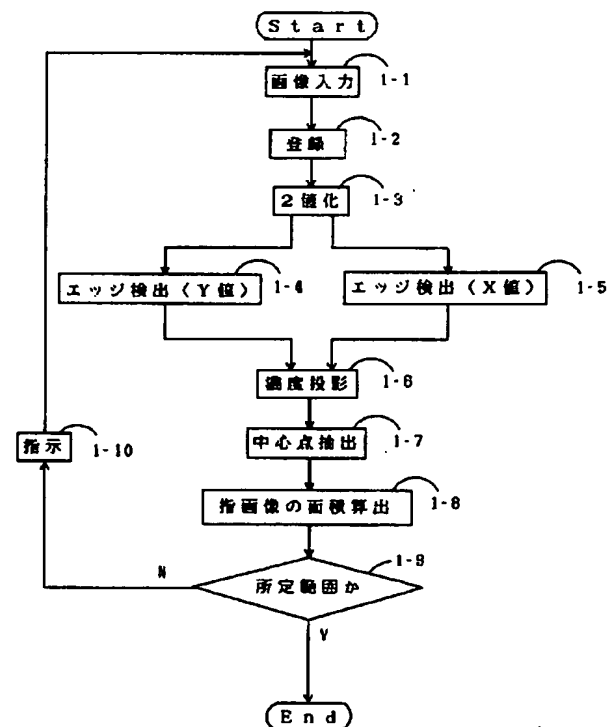 Start
画像入力 1-1
登録 1-2
2値化 1-3
エッジ検出(Y値) 1-4
エッジ検出(X値) 1-5
濃度投影 1-6
中心点抽出 1-7
指示 1-10
指画像の面積算出 1-8
所定範囲か 1-9
N
Y
End